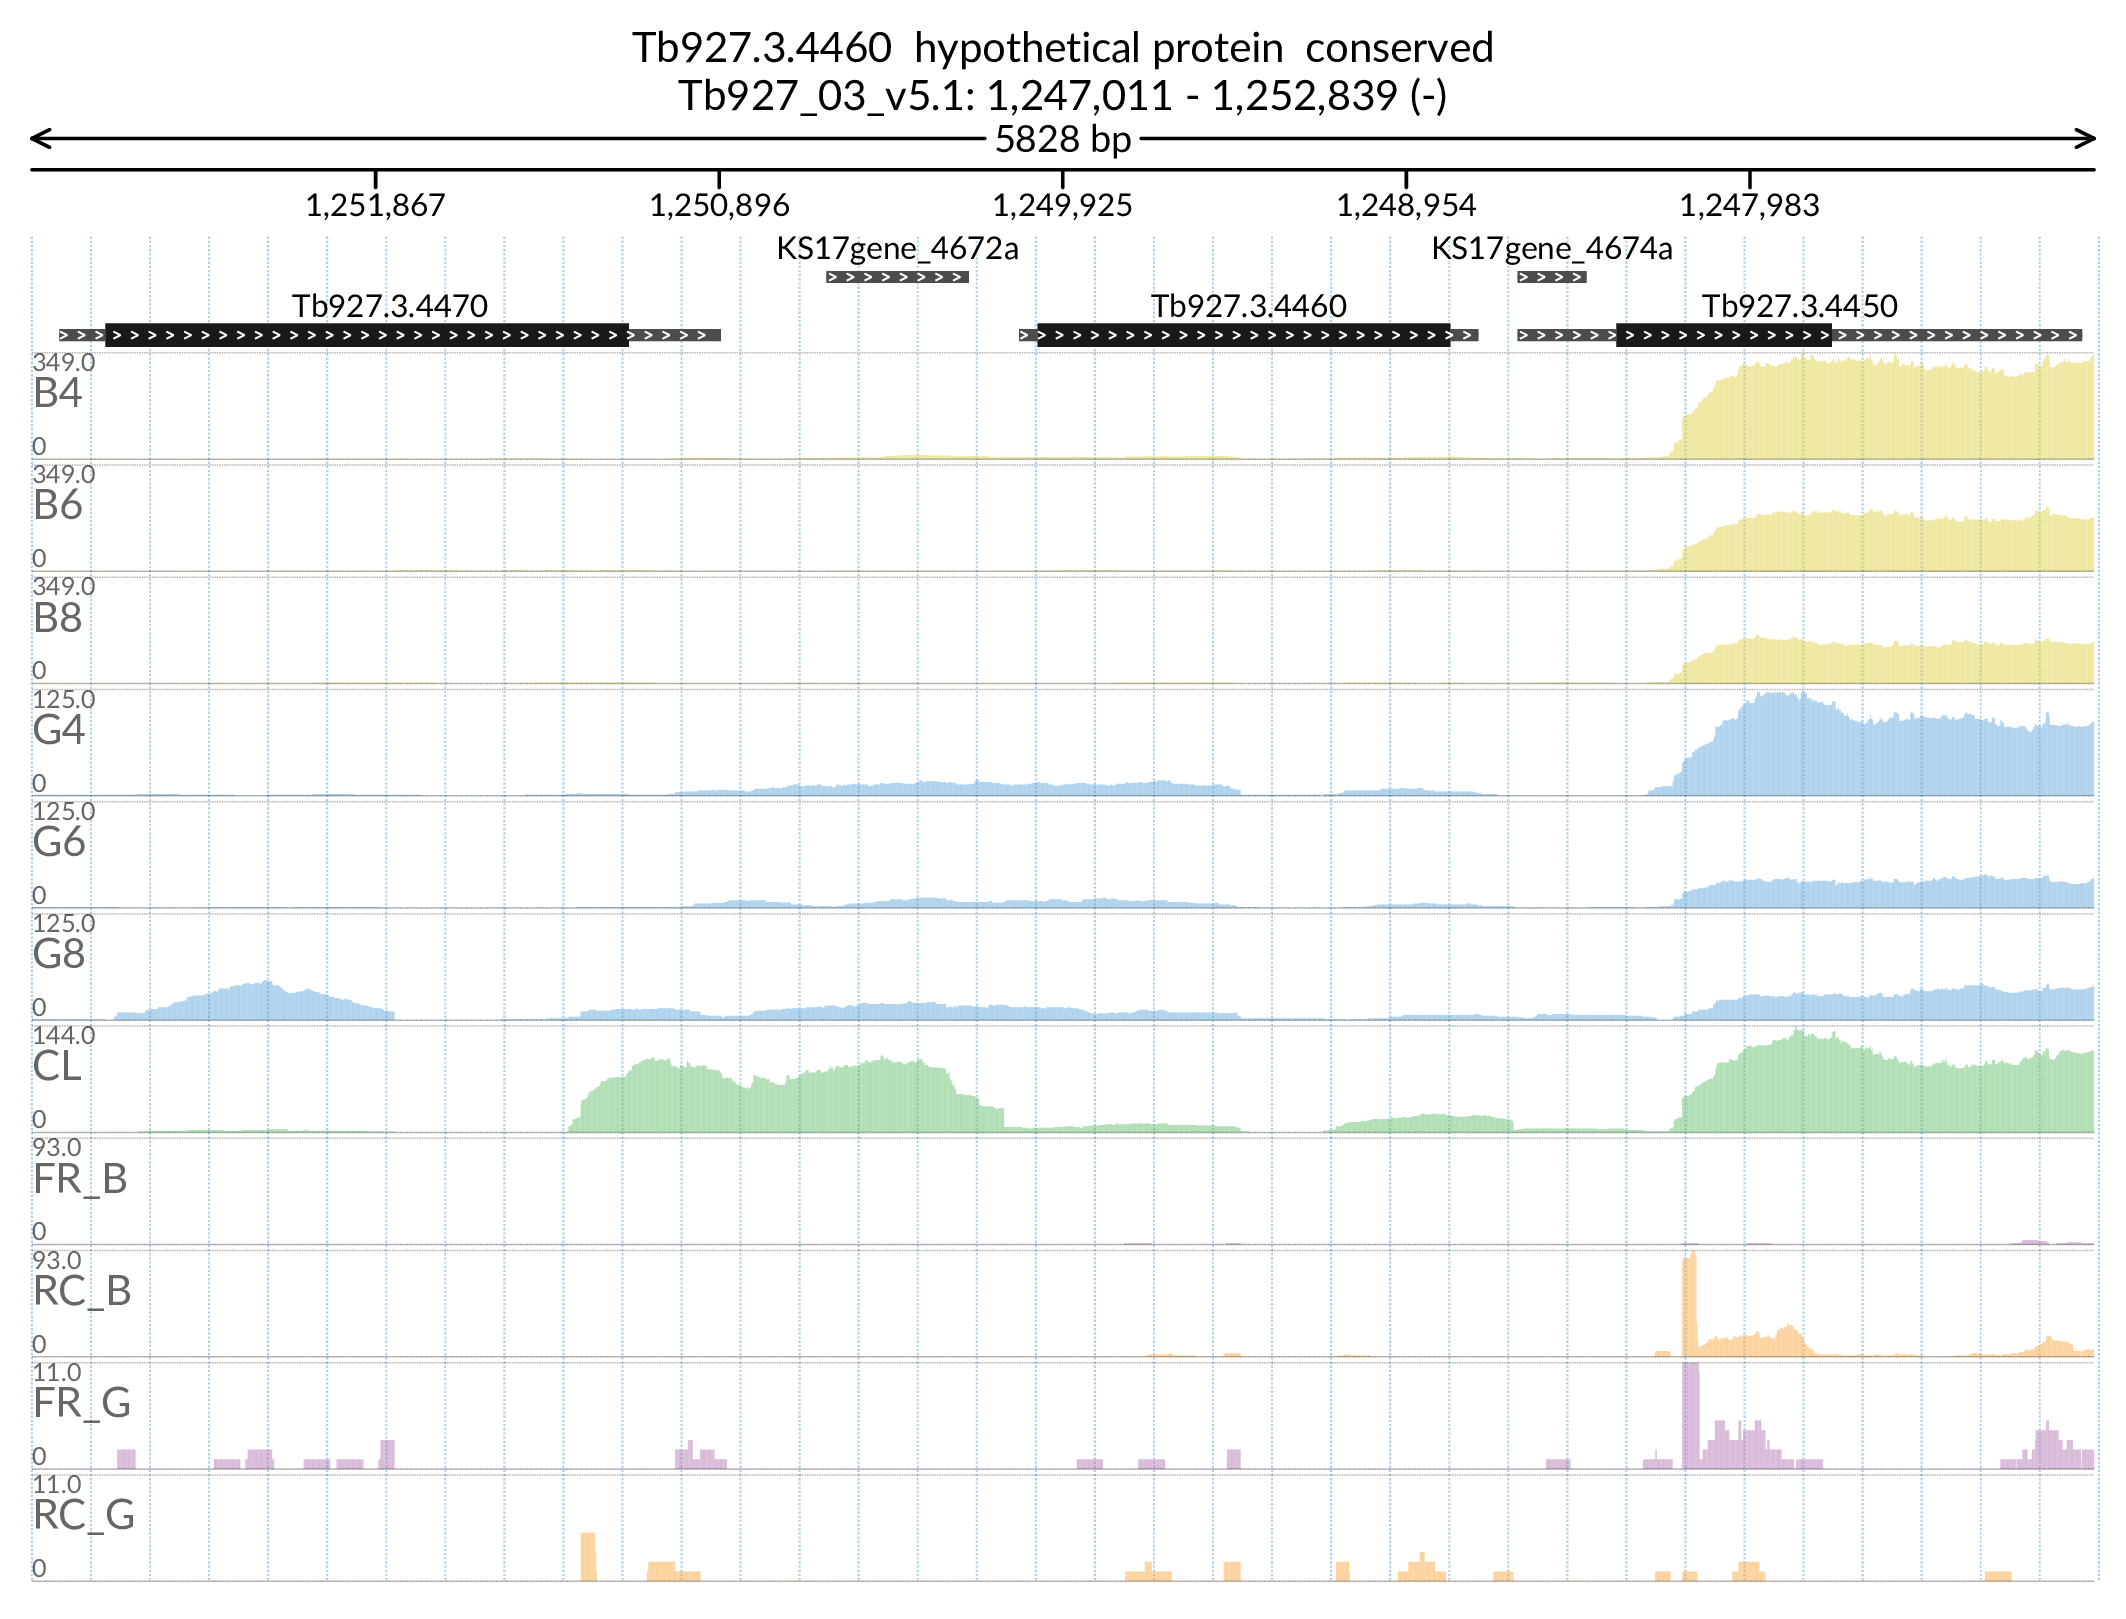 Tb927.3.4460 hypothetical protein conserved
Tb927_03_v5.1: 1,247,011 - 1,252,839 (-)
5828 bp
1,251,867 1,250,896 1,249,925 1,248,954 1,247,983
KS17gene_4672a KS17gene_4674a
Tb927.3.4470 Tb927.3.4460 Tb927.3.4450
349.0
B4
0
349.0
B6
0
349.0
B8
0
125.0
G4
0
125.0
G6
0
125.0
G8
0
144.0
CL
0
93.0
FR_B
0
93.0
RC_B
0
11.0
FR_G
0
11.0
RC_G
0